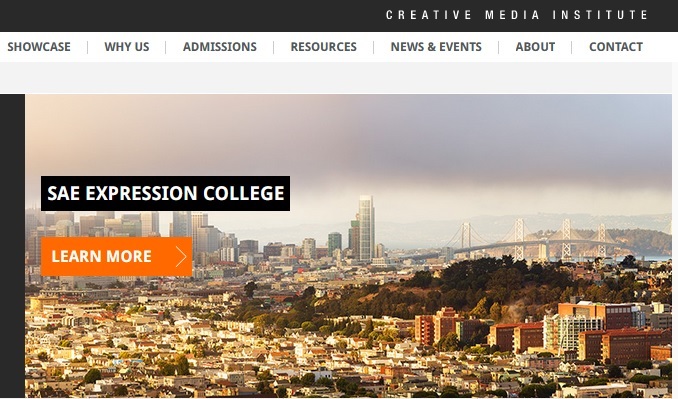 CREATIVE MEDIA INSTITUTE
SHOWCASE WHY US ADMISSIONS RESOURCES NEWS & EVENTS ABOUT CONTACT
SAE EXPRESSION COLLEGE
LEARN MORE